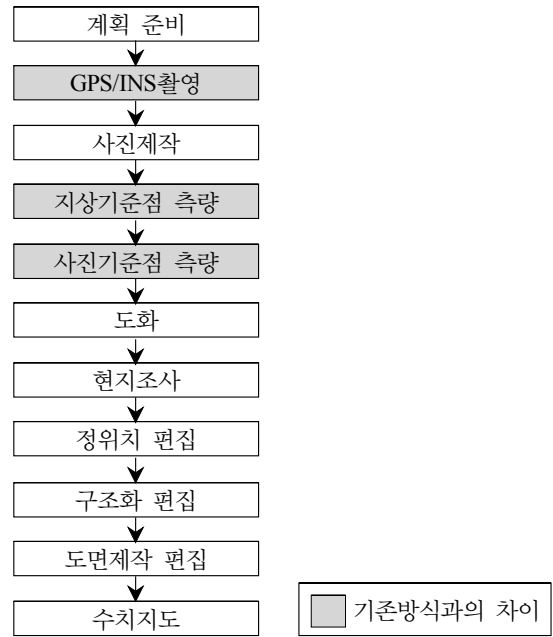 계획 준비
GPS/INS촬영
사진제작
지상기준점 측량
사진기준점 측량
도화
현지조사
정위치 편집
구조화 편집
도면제작 편집
수치지도
기존방식과의 차이